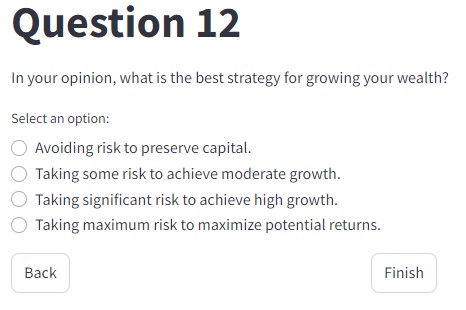 Question 12
In your opinion, what is the best strategy for growing your wealth?
Select an option:
Avoiding risk to preserve capital.
Taking some risk to achieve moderate growth.
Taking significant risk to achieve high growth.
Taking maximum risk to maximize potential returns.
Back
Finish